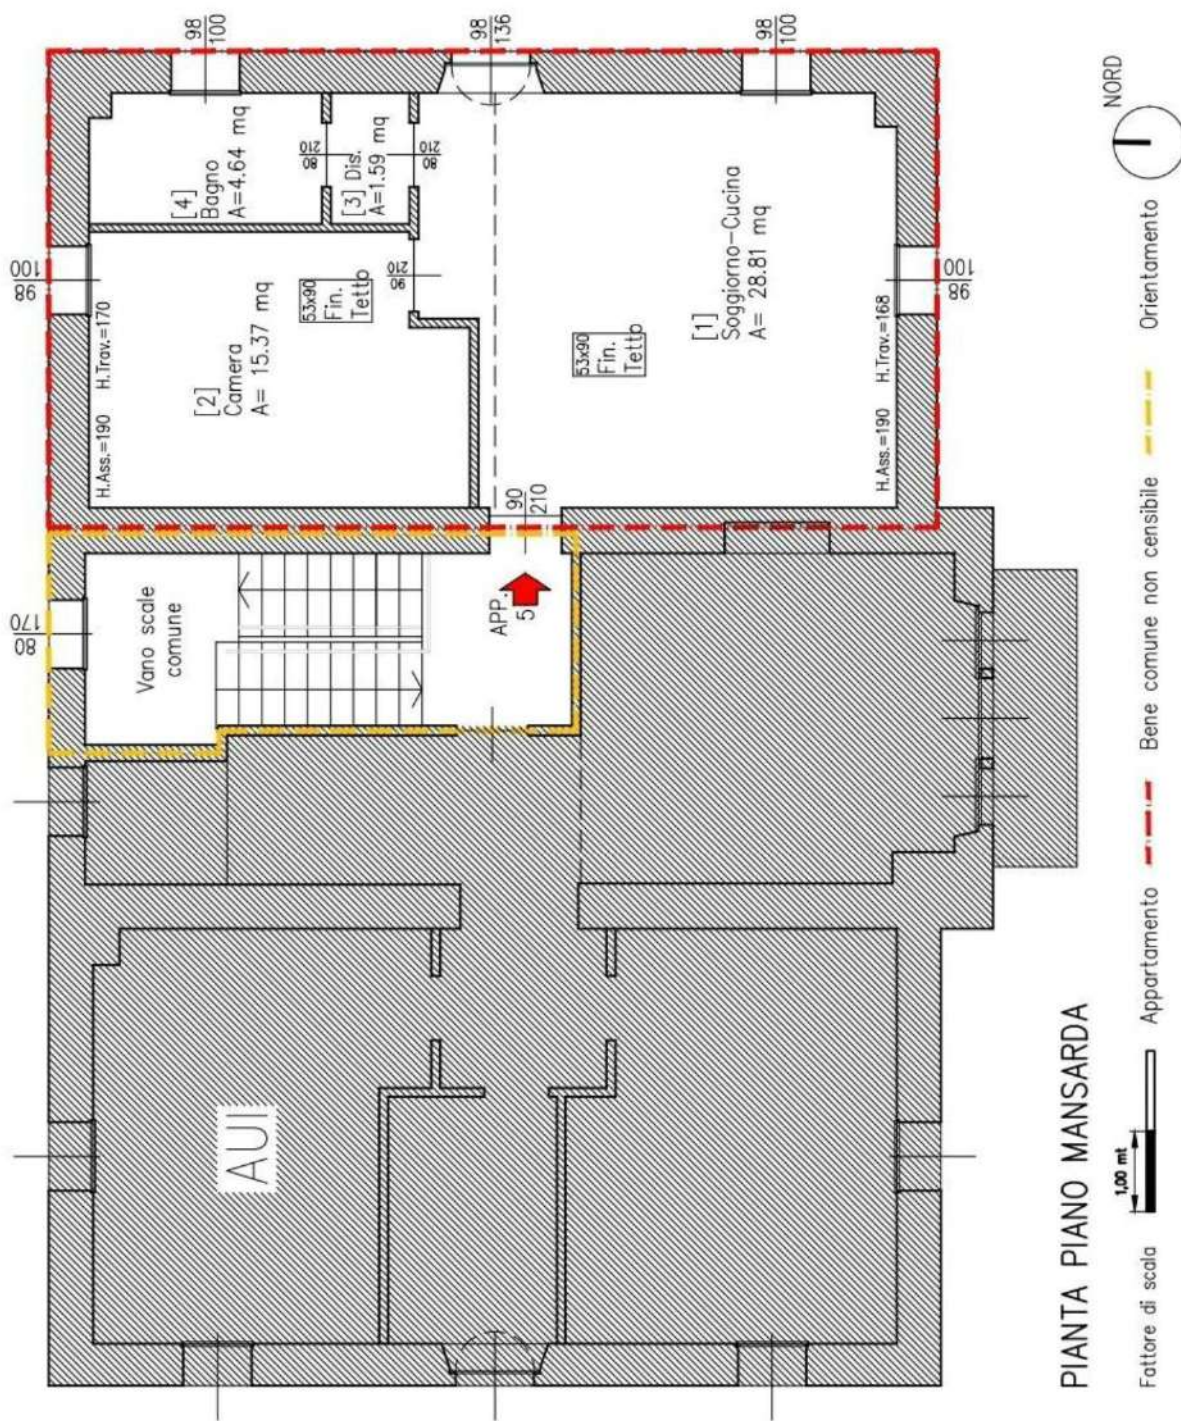 98
100
98
136
98
100
[4]
Bagno
A=4.64 mq
210
80
[3] Dis.
A=1.59 mq
210
80
100
98
H.Ass.=190 H.Trav.=170
[2]
Camera
A= 15.37 mq
53x90
Fin.
Tetto
210
90
53x90
Fin.
Tetto
[1]
Soggiorno-Cucina
A= 28.81 mq
H.Ass.=190 H.Trav.=168
100
98
90
210
170
80
Vano scale
comune
APP.
5
AUI
PIANTA PIANO MANSARDA
Fattore di scala
1,00 mt
Appartamento
Bene comune non censibile
Orientamento
NORD